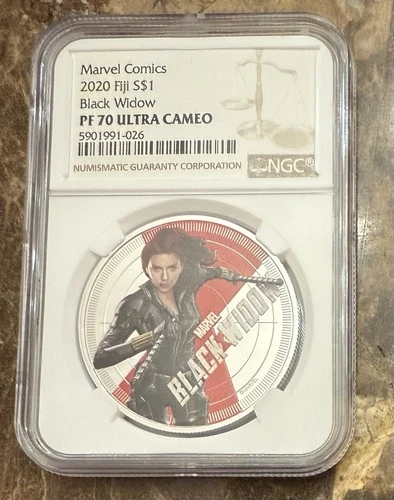 Marvel Comics
2020 Fiji S$1
Black Widow
PF 70 ULTRA CAMEO
5901991-026
NUMISMATIC GUARANTY CORPORATION
NGC®
MARVEL
BLACK WIDOW